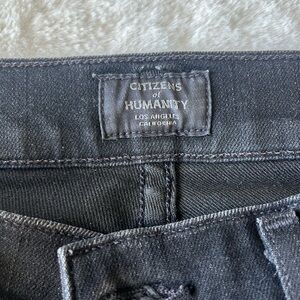 CITIZENS
of
HUMANITY
LOS ANGELES
CALIFORNIA